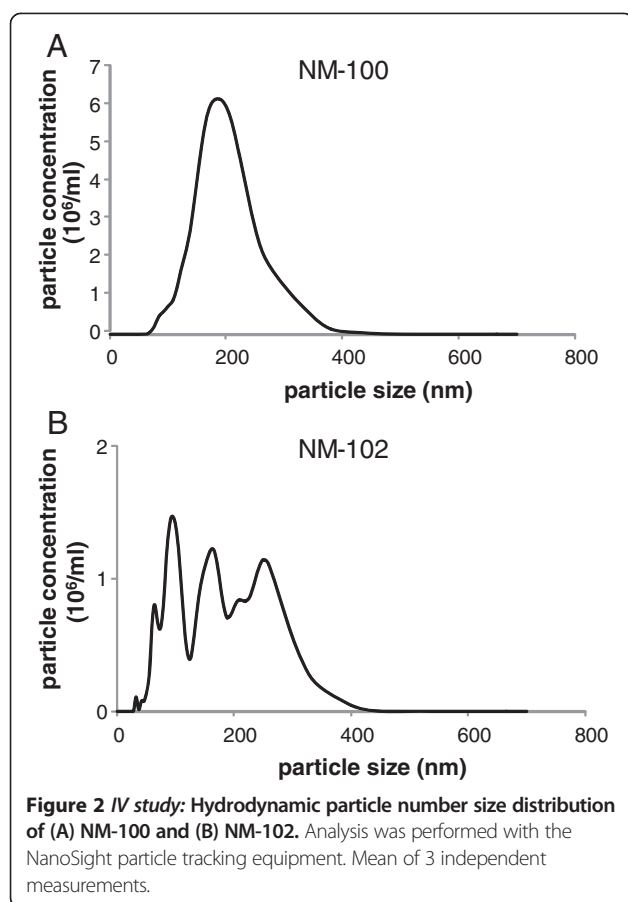 A
NM-100
particle concentration
(10⁶/ml)
7
6
5
4
3
2
1
0
0 200 400 600 800
particle size (nm)
B
NM-102
particle concentration
(10⁶/ml)
2
1
0
0 200 400 600 800
particle size (nm)
Figure 2 IV study: Hydrodynamic particle number size distribution
of (A) NM-100 and (B) NM-102. Analysis was performed with the
NanoSight particle tracking equipment. Mean of 3 independent
measurements.